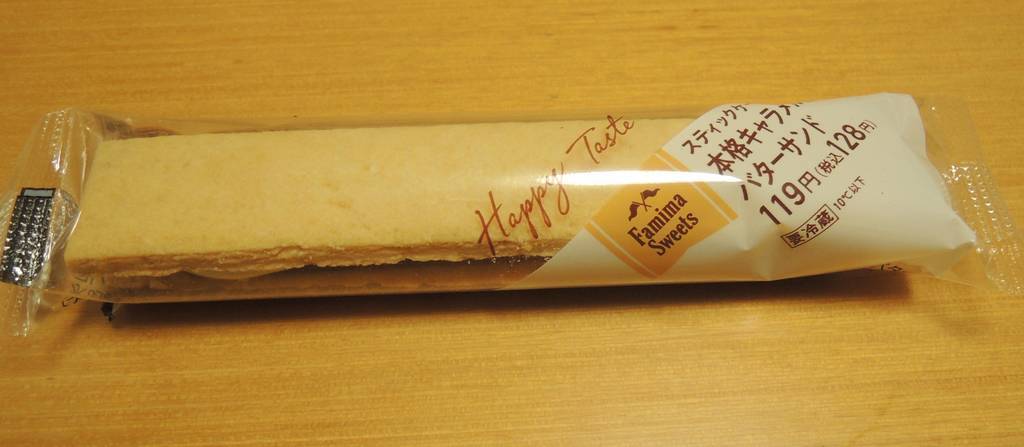 Happy Taste
Famima
Sweets
スティックケ
本格キャラメル
バターサンド
119円(税込128円)
要冷蔵 10℃以下